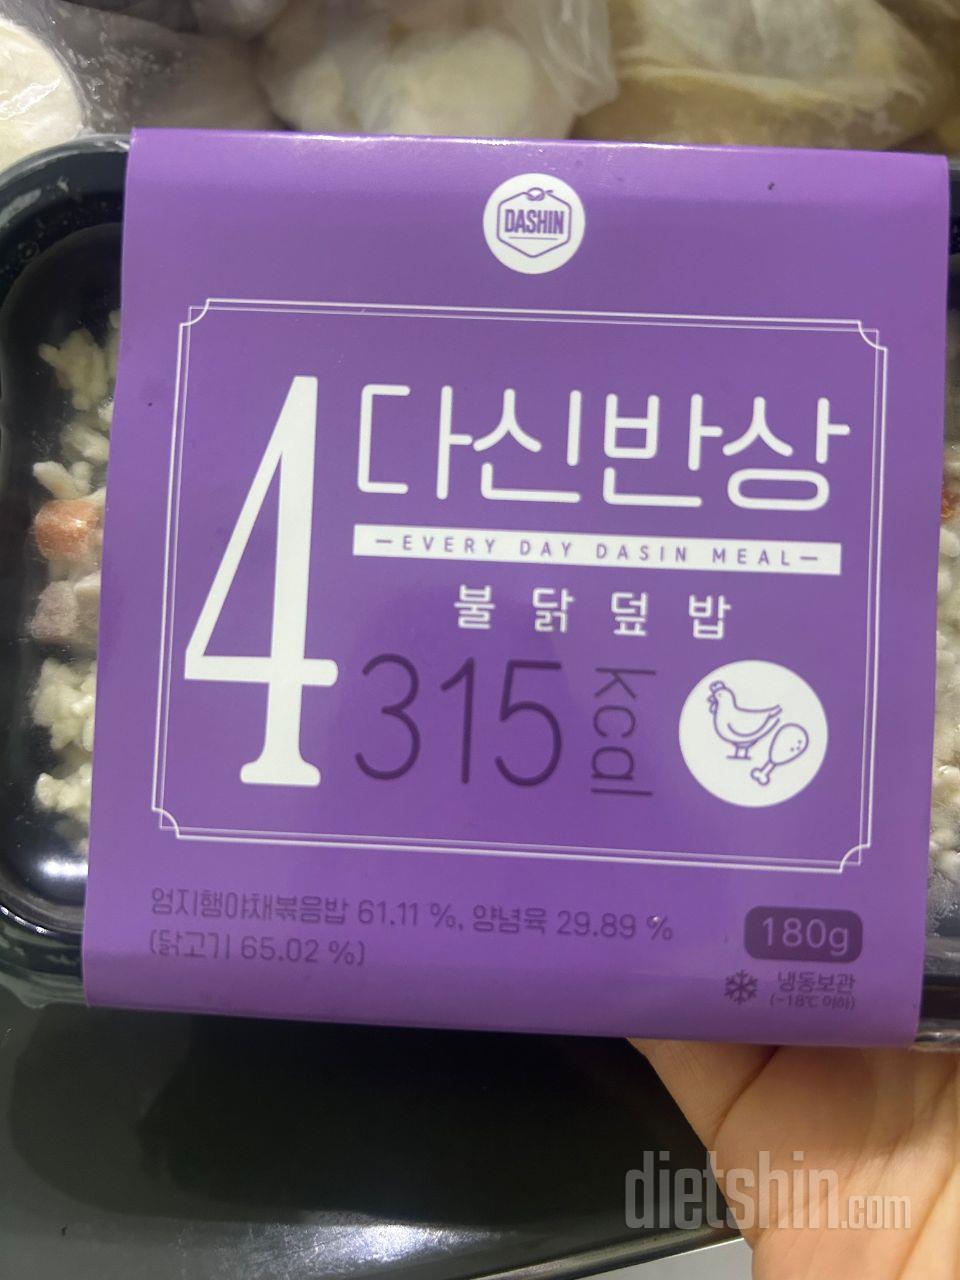 DASHIN
4
다신반상
EVERY DAY DASIN MEAL
불닭덮밥
315 kcal
엄지행야채볶음밥 61.11 %, 양념육 29.89 %
(닭고기 65.02 %)
180g
냉동보관
(-18℃ 이하)
dietshin.com